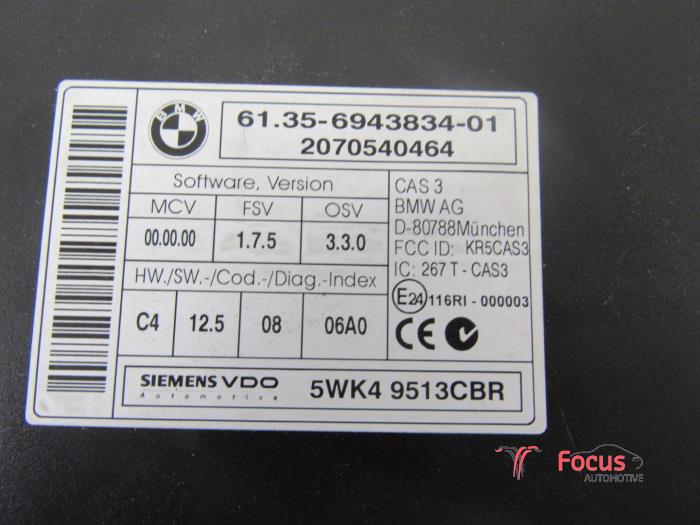 BMW
61.35-6943834-01
2070540464
Software, Version
MCV FSV OSV
00.00.00 1.7.5 3.3.0
HW./SW.-/Cod.-/Diag.-Index
C4 12.5 08 06A0
CAS 3
BMW AG
D-80788München
FCC ID: KR5CAS3
IC: 267 T - CAS3
E24 116RI - 000003
CE
SIEMENS VDO
Automotive
5WK4 9513CBR
Focus
AUTOMOTIVE